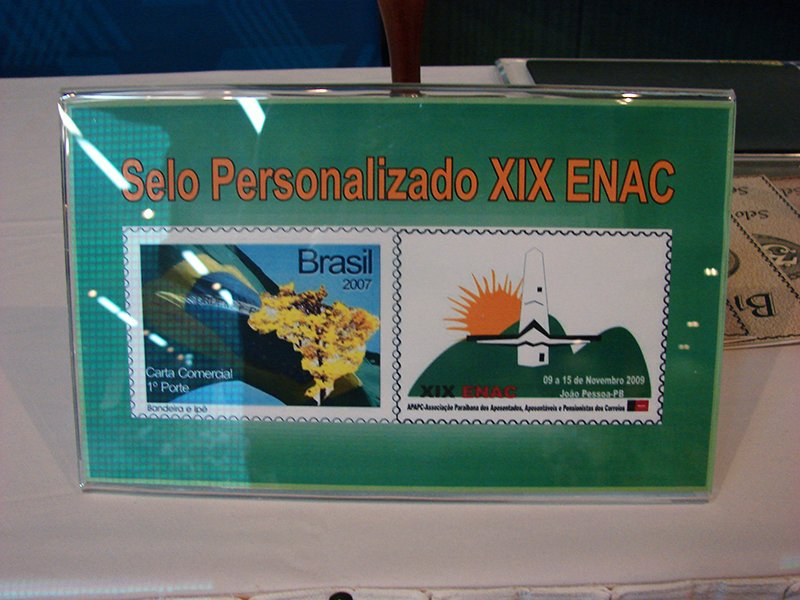 Selo Personalizado XIX ENAC
Brasil
2007
Carta Comercial
1º Porte
Bandeira e Ipê
XIX ENAC
09 a 15 de Novembro 2009
João Pessoa-PB
APAPC-Associação Paraibana dos Aposentados, Aposentáveis e Pensionistas dos Correios
Selo